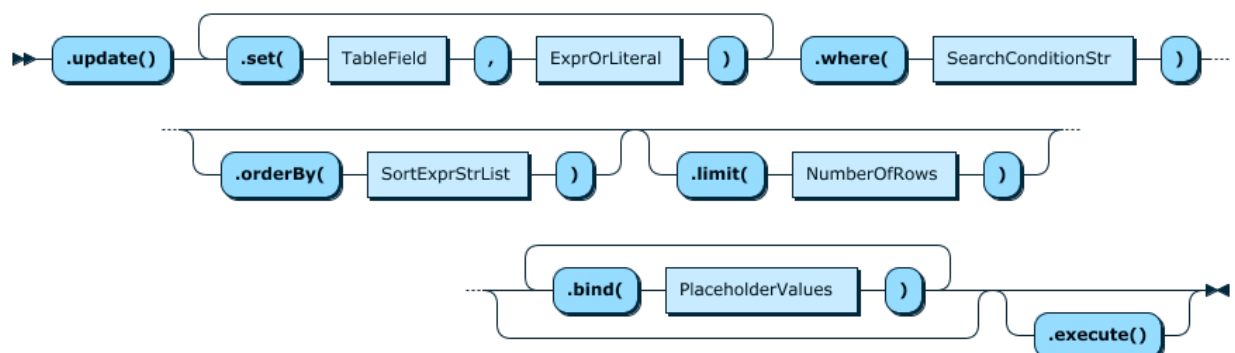 .update() .set( TableField , ExprOrLiteral ) .where( SearchConditionStr )
.orderBy( SortExprStrList ) .limit( NumberOfRows )
.bind( PlaceholderValues )
.execute()